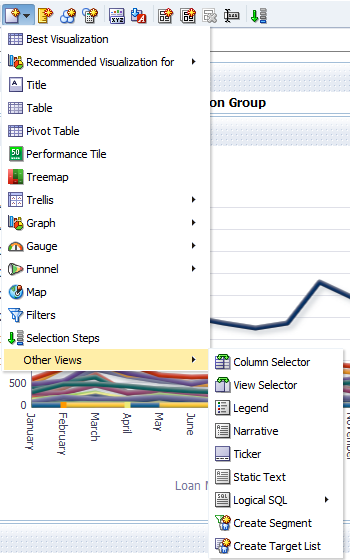 XYZ
Best Visualization
Recommended Visualization for
Title
on Group
Table
Pivot Table
50
Performance Tile
Treemap
Trellis
Graph
Gauge
Funnel
Map
Filters
Selection Steps
Other Views
Column Selector
View Selector
Legend
Narrative
Ticker
Static Text
Logical SQL
Create Segment
Create Target List
500
0
January
February
March
April
May
June
Loan